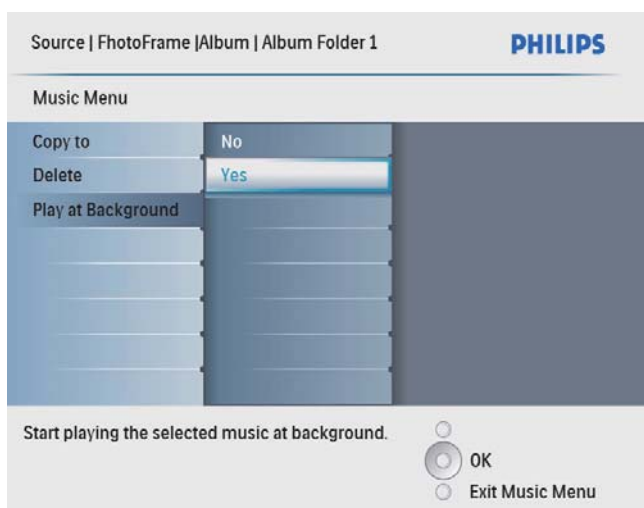 Source | FhotoFrame |Album | Album Folder 1
PHILIPS
Music Menu
Copy to
No
Delete
Yes
Play at Background
Start playing the selected music at background.
OK
Exit Music Menu